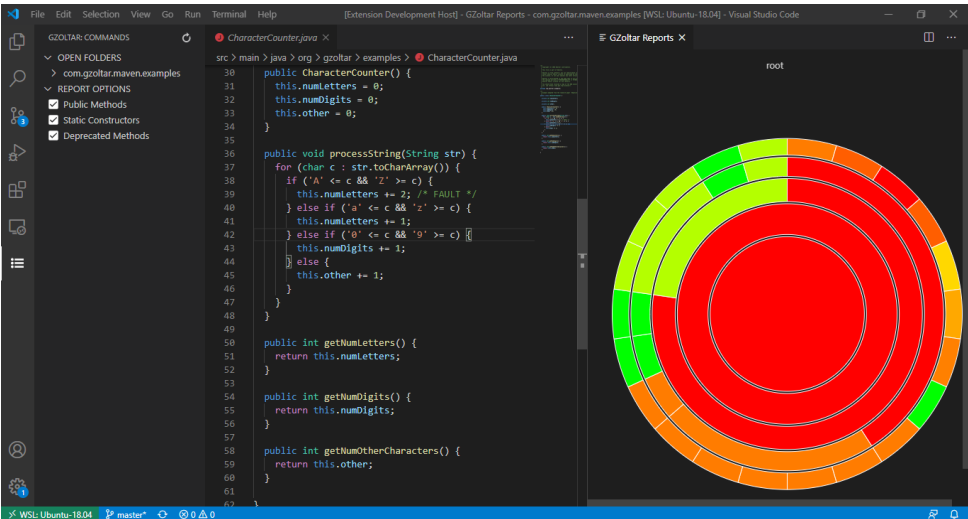 File Edit Selection View Go Run Terminal Help [Extension Development Host] - GZoltar Reports - com.gzoltar.maven.examples [WSL: Ubuntu-18.04] - Visual Studio Code
GZOLTAR: COMMANDS
OPEN FOLDERS
com.gzoltar.maven.examples
REPORT OPTIONS
Public Methods
Static Constructors
Deprecated Methods
3
1
CharacterCounter.java
src > main > java > org > gzoltar > examples > CharacterCounter.java
30 public CharacterCounter() {
31 this.numLetters = 0;
32 this.numDigits = 0;
33 this.other = 0;
34 }
35
36 public void processString(String str) {
37 for (char c : str.toCharArray()) {
38 if ('A' <= c && 'Z' >= c) {
39 this.numLetters += 2; /* FAULT */
40 } else if ('a' <= c && 'z' >= c) {
41 this.numLetters += 1;
42 } else if ('0' <= c && '9' >= c) {
43 this.numDigits += 1;
44 } else {
45 this.other += 1;
46 }
47 }
48 }
49
50 public int getNumLetters() {
51 return this.numLetters;
52 }
53
54 public int getNumDigits() {
55 return this.numDigits;
56 }
57
58 public int getNumOtherCharacters() {
59 return this.other;
60 }
61
62 }
GZoltar Reports
root
WSL: Ubuntu-18.04 master* 0 0